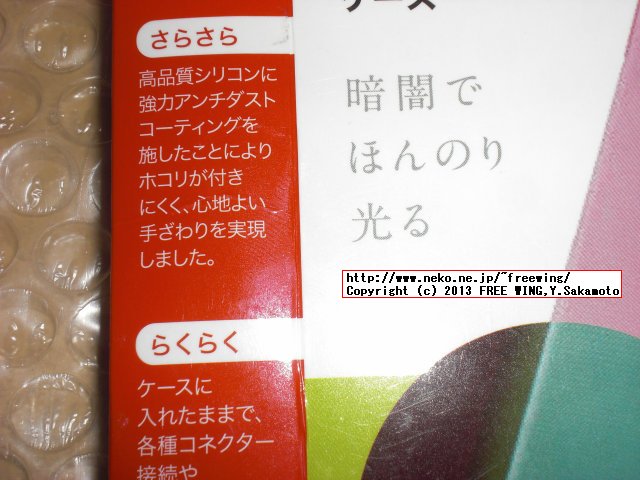 さらさら
高品質シリコンに
強力アンチダスト
コーティングを
施したことにより
ホコリが付き
にくく、心地よい
手ざわりを実現
しました。
らくらく
ケースに
入れたままで、
各種コネクター
接続や
ケース
暗闇で
ほんのり
光る
http://www.neko.ne.jp/~freewing/
Copyright (c) 2013 FREE WING,Y.Sakamoto